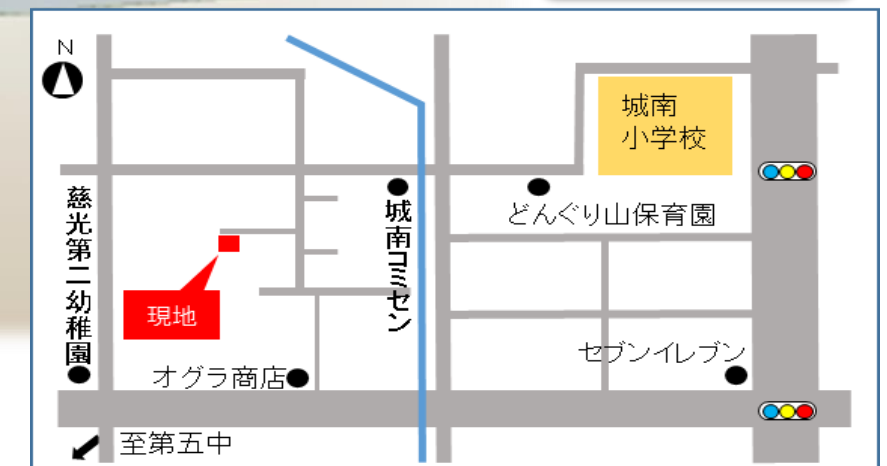 N
城南
小学校
どんぐり山保育園
慈光第二幼稚園
城南コミセン
現地
セブンイレブン
オグラ商店
至第五中